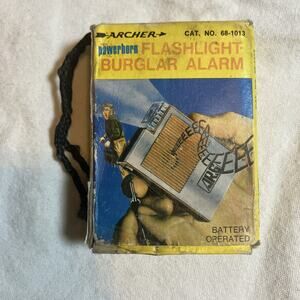 ARCHER
CAT. NO. 68-1013
powerhorn FLASHLIGHT-
BURGLAR ALARM
BATTERY
OPERATED